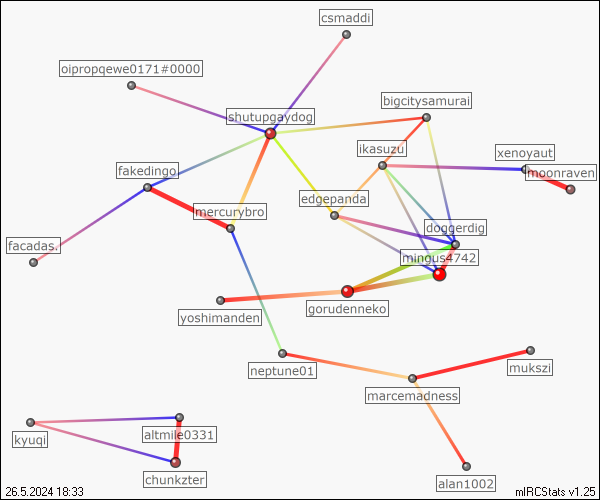 csmaddi
oipropqewe0171#0000
bigcitysamurai
shutupgaydog
ikasuzu
xenoyaut
fakedingo
moonraven
edgepanda
mercurybro
doggerdig
facadas.
mingus4742
gorudenneko
yoshimanden
neptune01
mukszi
marcemadness
kyuqi
altmile0331
chunkzter
alan1002
26.5.2024 18:33
mIRCStats v1.25